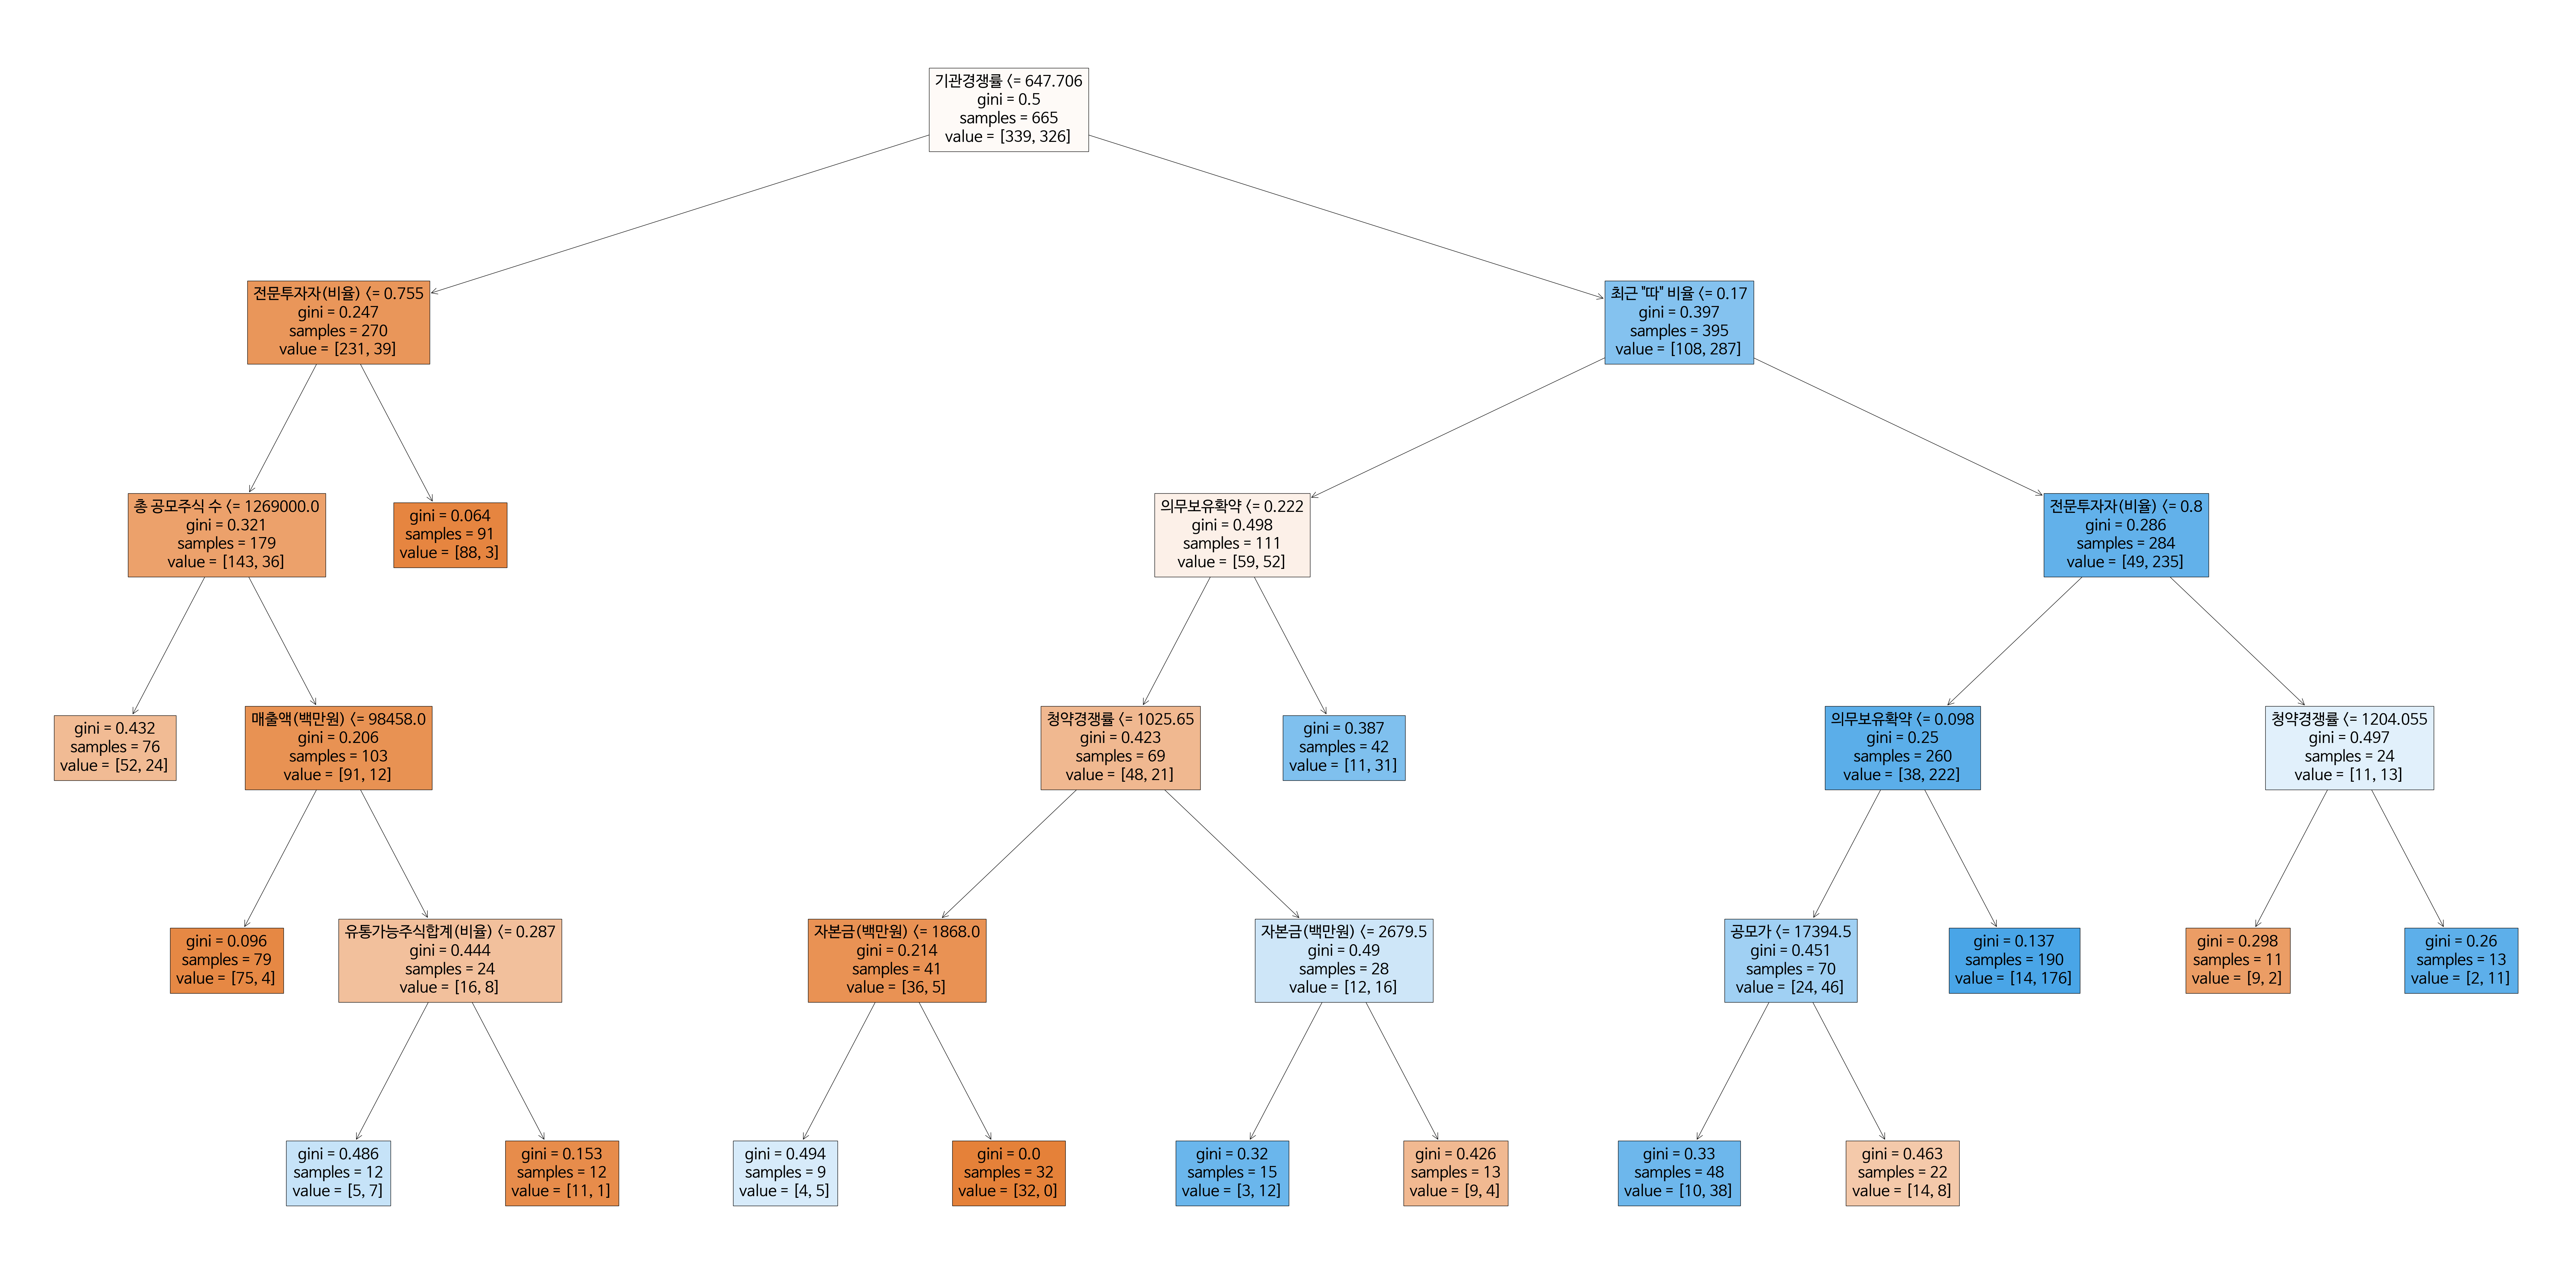 기관경쟁률 <= 647.706
gini = 0.5
samples = 665
value = [339, 326]
전문투자자(비율) <= 0.755
gini = 0.247
samples = 270
value = [231, 39]
최근 "따" 비율 <= 0.17
gini = 0.397
samples = 395
value = [108, 287]
총 공모주식 수 <= 1269000.0
gini = 0.321
samples = 179
value = [143, 36]
gini = 0.064
samples = 91
value = [88, 3]
의무보유확약 <= 0.222
gini = 0.498
samples = 111
value = [59, 52]
전문투자자(비율) <= 0.8
gini = 0.286
samples = 284
value = [49, 235]
gini = 0.432
samples = 76
value = [52, 24]
매출액(백만원) <= 98458.0
gini = 0.206
samples = 103
value = [91, 12]
청약경쟁률 <= 1025.65
gini = 0.423
samples = 69
value = [48, 21]
gini = 0.387
samples = 42
value = [11, 31]
의무보유확약 <= 0.098
gini = 0.25
samples = 260
value = [38, 222]
청약경쟁률 <= 1204.055
gini = 0.497
samples = 24
value = [11, 13]
gini = 0.096
samples = 79
value = [75, 4]
유통가능주식합계(비율) <= 0.287
gini = 0.444
samples = 24
value = [16, 8]
자본금(백만원) <= 1868.0
gini = 0.214
samples = 41
value = [36, 5]
자본금(백만원) <= 2679.5
gini = 0.49
samples = 28
value = [12, 16]
공모가 <= 17394.5
gini = 0.451
samples = 70
value = [24, 46]
gini = 0.137
samples = 190
value = [14, 176]
gini = 0.298
samples = 11
value = [9, 2]
gini = 0.26
samples = 13
value = [2, 11]
gini = 0.486
samples = 12
value = [5, 7]
gini = 0.153
samples = 12
value = [11, 1]
gini = 0.494
samples = 9
value = [4, 5]
gini = 0.0
samples = 32
value = [32, 0]
gini = 0.32
samples = 15
value = [3, 12]
gini = 0.426
samples = 13
value = [9, 4]
gini = 0.33
samples = 48
value = [10, 38]
gini = 0.463
samples = 22
value = [14, 8]